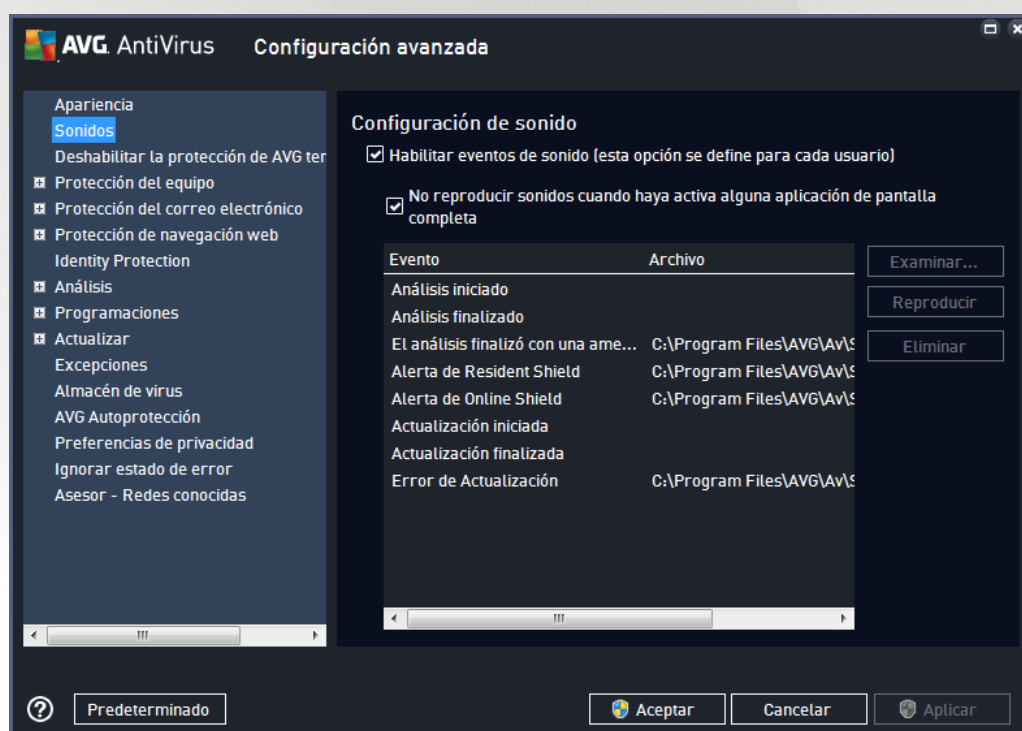 AVG. AntiVirus Configuración avanzada
Apariencia
Sonidos
Deshabilitar la protección de AVG ter
Protección del equipo
Protección del correo electrónico
Protección de navegación web
Identity Protection
Análisis
Programaciones
Actualizar
Excepciones
Almacén de virus
AVG Autoprotección
Preferencias de privacidad
Ignorar estado de error
Asesor - Redes conocidas
Configuración de sonido
Habilitar eventos de sonido (esta opción se define para cada usuario)
No reproducir sonidos cuando haya activa alguna aplicación de pantalla
completa
Evento Archivo
Análisis iniciado
Análisis finalizado
El análisis finalizó con una ame... C:\Program Files\AVG\Av\S
Alerta de Resident Shield C:\Program Files\AVG\Av\S
Alerta de Online Shield C:\Program Files\AVG\Av\S
Actualización iniciada
Actualización finalizada
Error de Actualización C:\Program Files\AVG\Av\S
Examinar...
Reproducir
Eliminar
? Predeterminado Aceptar Cancelar Aplicar